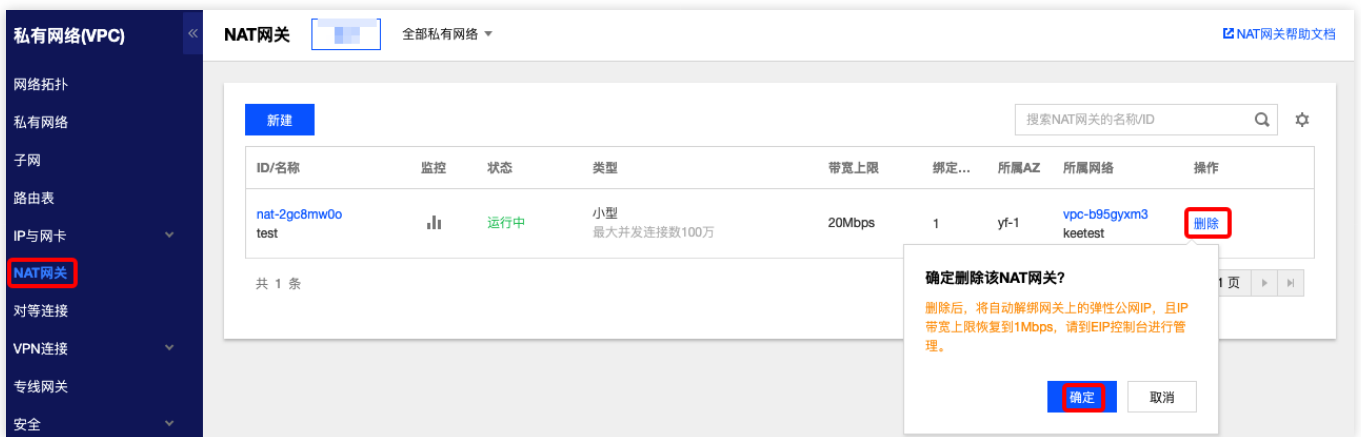 私有网络(VPC)
«
NAT网关
全部私有网络
NAT网关帮助文档
网络拓扑
私有网络
子网
路由表
IP与网卡
NAT网关
对等连接
VPN连接
专线网关
安全
新建
搜索NAT网关的名称/ID
ID/名称 监控 状态 类型 带宽上限 绑定... 所属AZ 所属网络 操作
nat-2gc8mw0o 运行中 小型 20Mbps 1 yf-1 vpc-b95gyxm3 删除
test 最大并发连接数100万 keetest
共 1 条
1 页
确定删除该NAT网关?
删除后，将自动解绑网关上的弹性公网IP，且IP
带宽上限恢复到1Mbps，请到EIP控制台进行管
理。
确定 取消